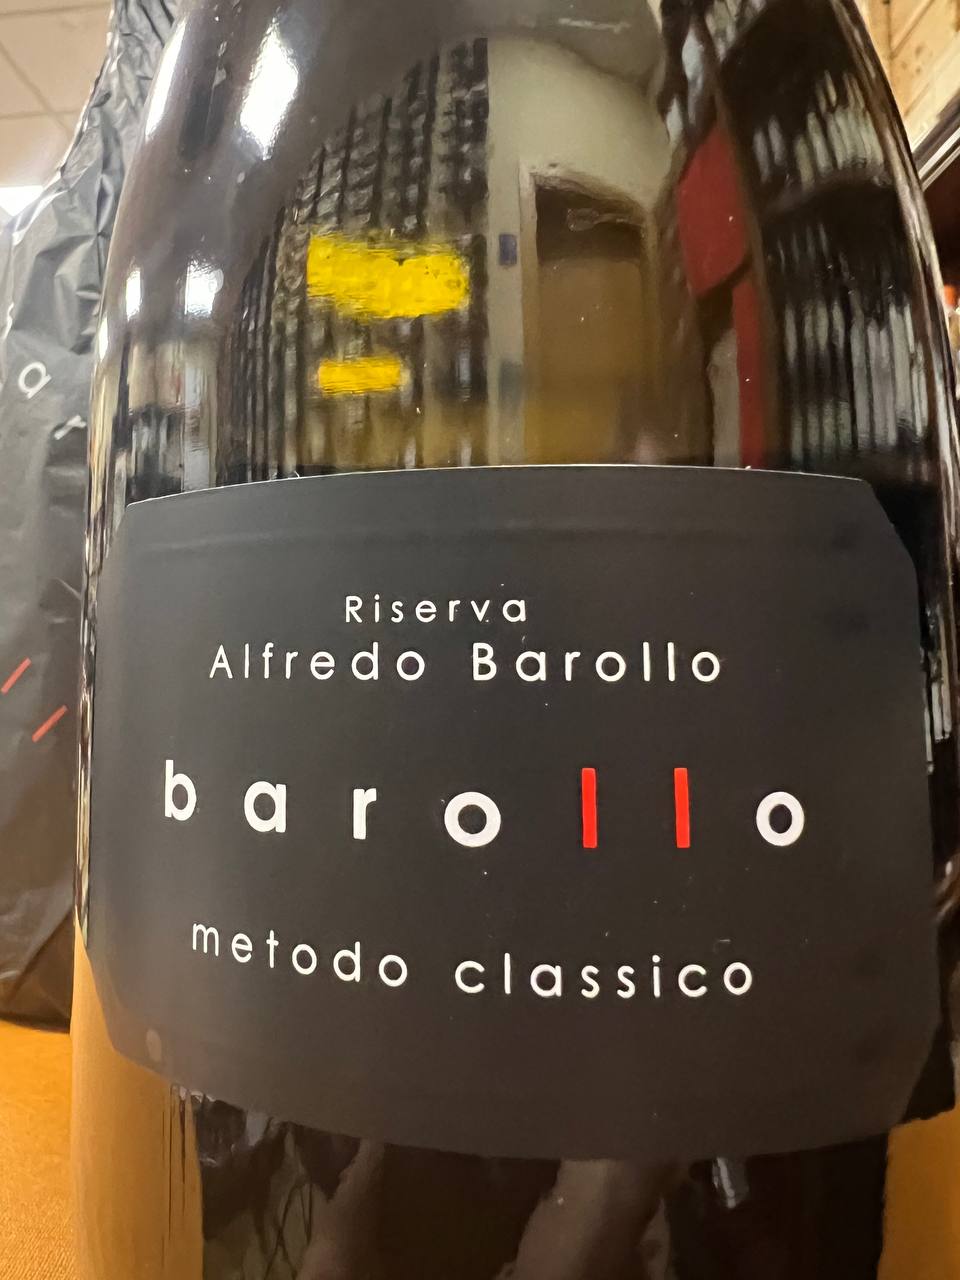 Riserva
Alfredo Barollo
barollo
metodo classico